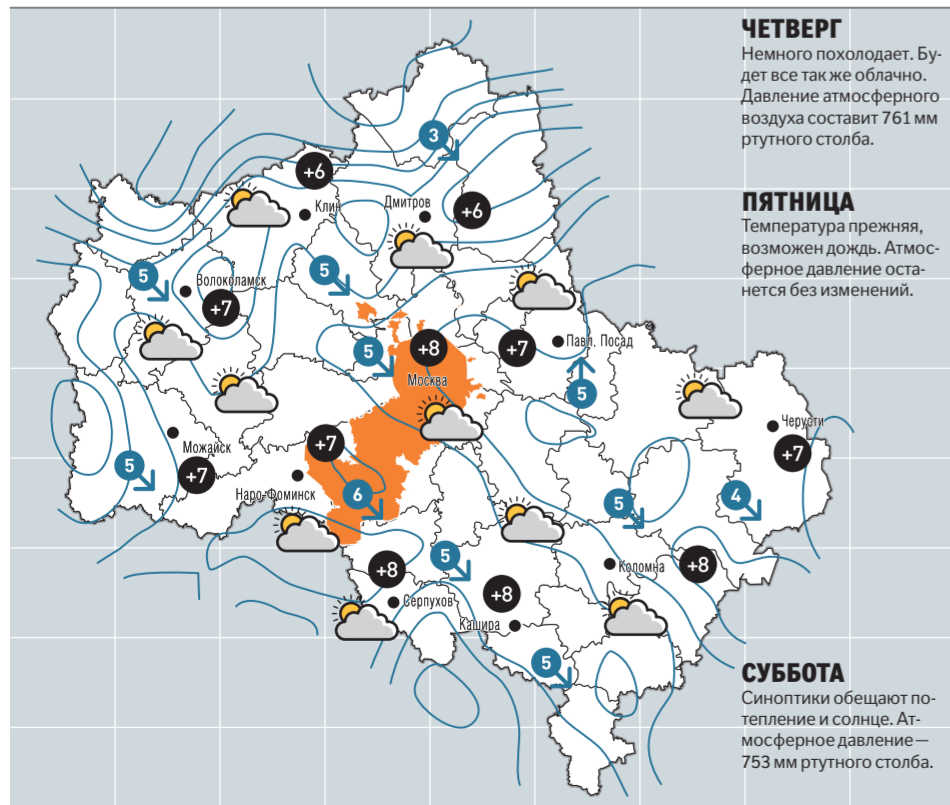 ЧЕТВЕРГ
Немного похолодает. Бу-
дет все так же облачно.
Давление атмосферного
воздуха составит 761 мм
ртутного столба.
ПЯТНИЦА
Температура прежняя,
возможен дождь. Атмос-
ферное давление оста-
нется без изменений.
СУББОТА
Синоптики обещают по-
тепление и солнце. Ат-
мосферное давление —
753 мм ртутного столба.
3
+6
Клин
Дмитров
+6
5
Волоколамск
+7
5
5
+8
Москва
+7
Павл. Посад
5
Черусти
+7
Можайск
5
+7
+7
Наро-Фоминск
6
5
4
5
+8
Серпухов
+8
Кашира
Коломна
+8
5